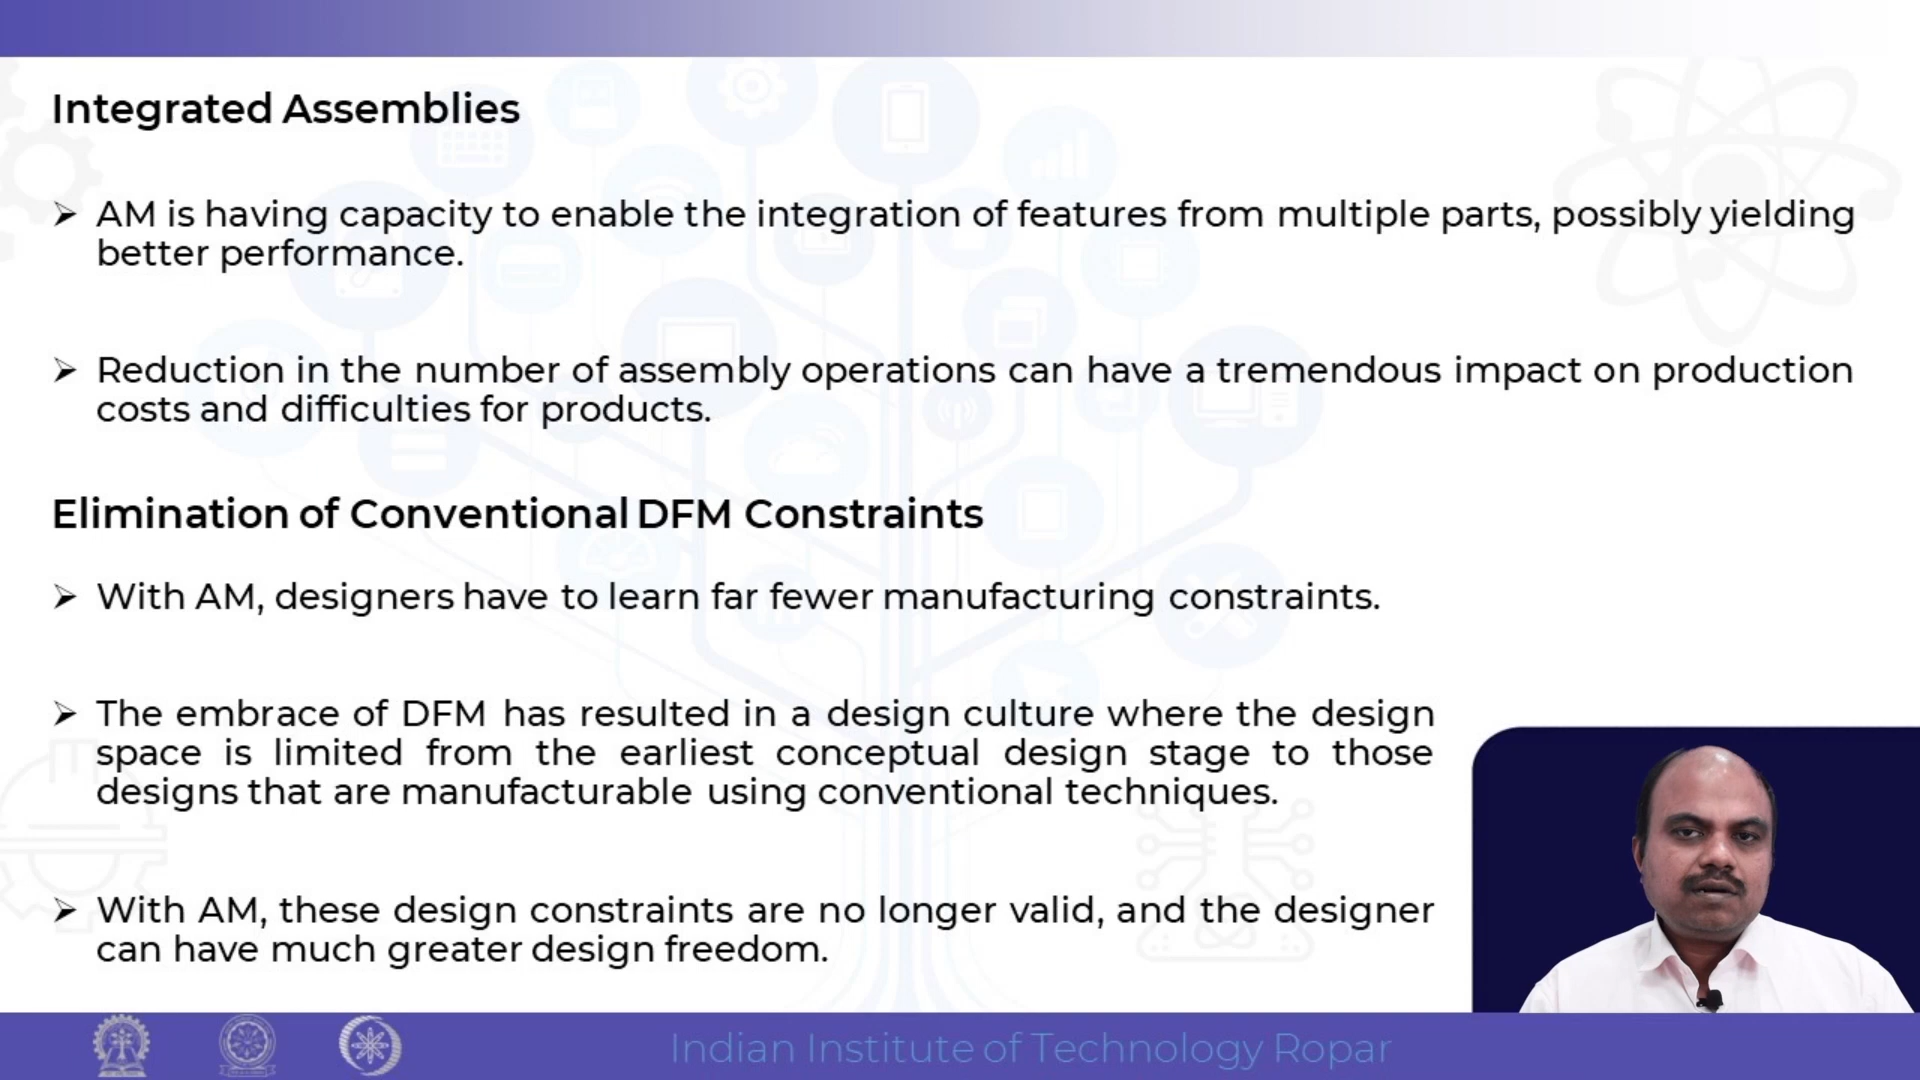 Integrated Assemblies
➢ AM is having capacity to enable the integration of features from multiple parts, possibly yielding
better performance.
➢ Reduction in the number of assembly operations can have a tremendous impact on production
costs and difficulties for products.
Elimination of Conventional DFM Constraints
➢ With AM, designers have to learn far fewer manufacturing constraints.
➢ The embrace of DFM has resulted in a design culture where the design
space is limited from the earliest conceptual design stage to those
designs that are manufacturable using conventional techniques.
➢ With AM, these design constraints are no longer valid, and the designer
can have much greater design freedom.
Indian Institute of Technology Ropar